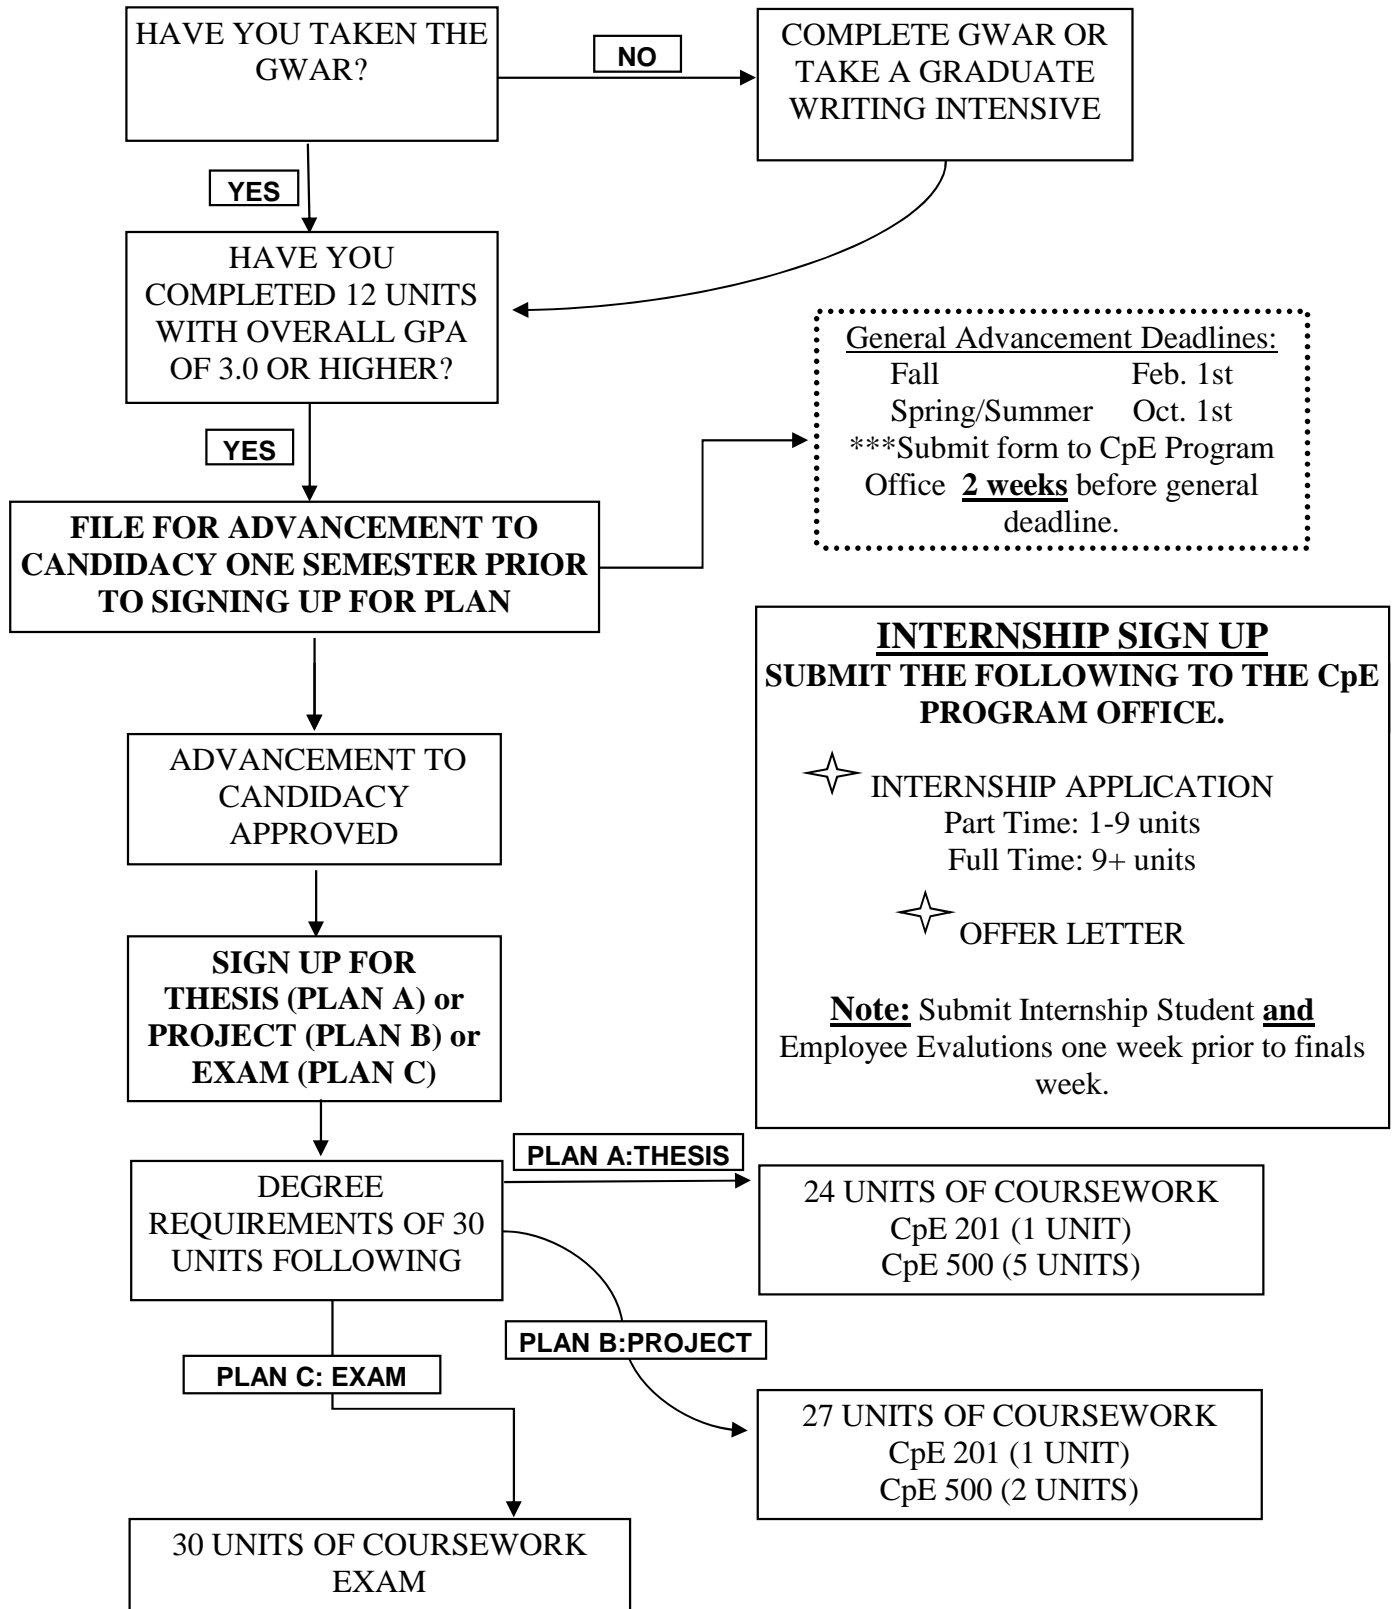 HAVE YOU TAKEN THE
GWAR?
NO
COMPLETE GWAR OR
TAKE A GRADUATE
WRITING INTENSIVE
YES
HAVE YOU
COMPLETED 12 UNITS
WITH OVERALL GPA
OF 3.0 OR HIGHER?
General Advancement Deadlines:
Fall Feb. 1st
Spring/Summer Oct. 1st
***Submit form to CpE Program
Office 2 weeks before general
deadline.
YES
FILE FOR ADVANCEMENT TO
CANDIDACY ONE SEMESTER PRIOR
TO SIGNING UP FOR PLAN
INTERNSHIP SIGN UP
SUBMIT THE FOLLOWING TO THE CpE
PROGRAM OFFICE.
INTERNSHIP APPLICATION
Part Time: 1-9 units
Full Time: 9+ units
OFFER LETTER
Note: Submit Internship Student and
Employee Evalutions one week prior to finals
week.
ADVANCEMENT TO
CANDIDACY
APPROVED
SIGN UP FOR
THESIS (PLAN A) or
PROJECT (PLAN B) or
EXAM (PLAN C)
DEGREE
REQUIREMENTS OF 30
UNITS FOLLOWING
PLAN A:THESIS
24 UNITS OF COURSEWORK
CpE 201 (1 UNIT)
CpE 500 (5 UNITS)
PLAN B:PROJECT
27 UNITS OF COURSEWORK
CpE 201 (1 UNIT)
CpE 500 (2 UNITS)
PLAN C: EXAM
30 UNITS OF COURSEWORK
EXAM